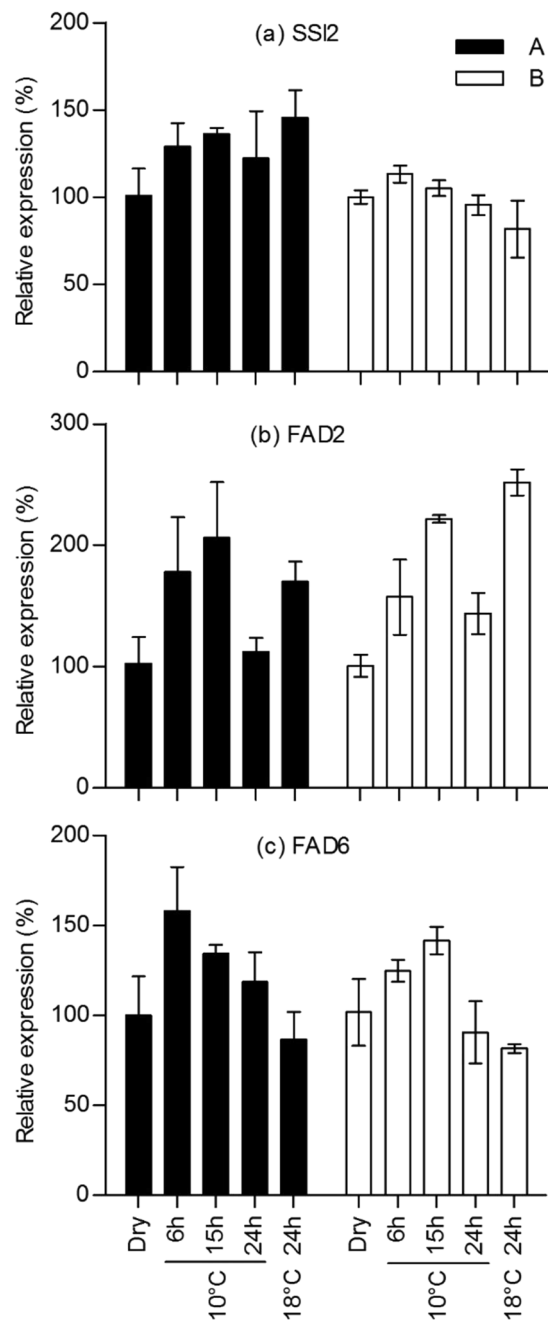 (a) SSI2
A
B
Relative expression (%)
200
150
100
50
0
(b) FAD2
Relative expression (%)
300
200
100
0
(c) FAD6
Relative expression (%)
200
150
100
50
0
Dry 6h 15h 24h 24h Dry 6h 15h 24h 24h
10°C 18°C 10°C 18°C